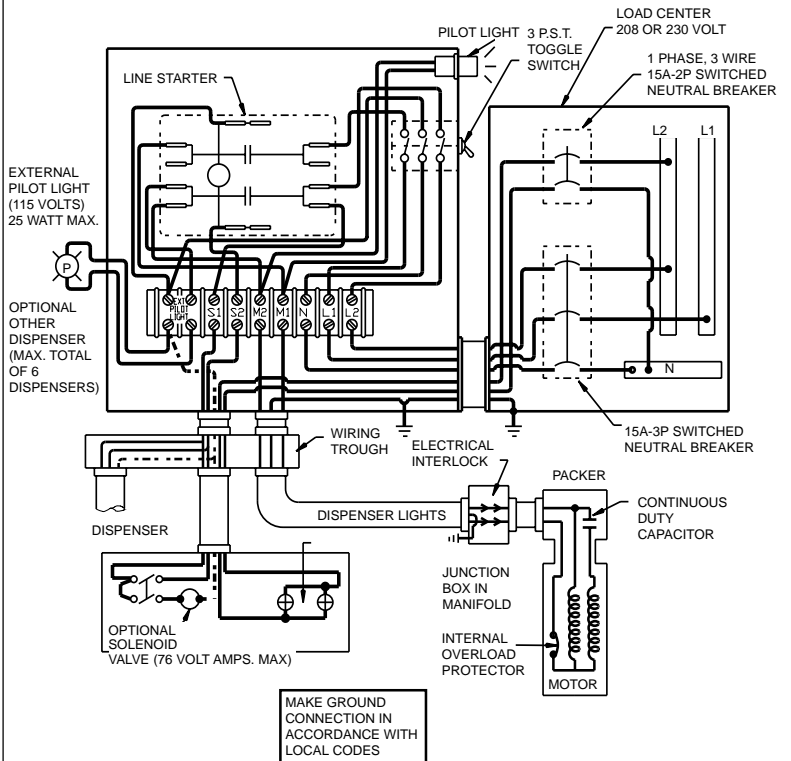 LOAD CENTER
208 OR 230 VOLT
PILOT LIGHT
3 P.S.T.
TOGGLE
SWITCH
1 PHASE, 3 WIRE
15A-2P SWITCHED
NEUTRAL BREAKER
LINE STARTER
L2
L1
EXTERNAL
PILOT LIGHT
(115 VOLTS)
25 WATT MAX.
P
OPTIONAL
OTHER
DISPENSER
(MAX. TOTAL
OF 6
DISPENSERS)
EXT
PILOT
LIGHT
S1
S2
M2
M1
N
L1
L2
N
15A-3P SWITCHED
NEUTRAL BREAKER
WIRING
TROUGH
ELECTRICAL
INTERLOCK
PACKER
CONTINUOUS
DUTY
CAPACITOR
DISPENSER
DISPENSER LIGHTS
JUNCTION
BOX IN
MANIFOLD
OPTIONAL
SOLENOID
VALVE (76 VOLT AMPS. MAX)
INTERNAL
OVERLOAD
PROTECTOR
MOTOR
MAKE GROUND
CONNECTION IN
ACCORDANCE WITH
LOCAL CODES